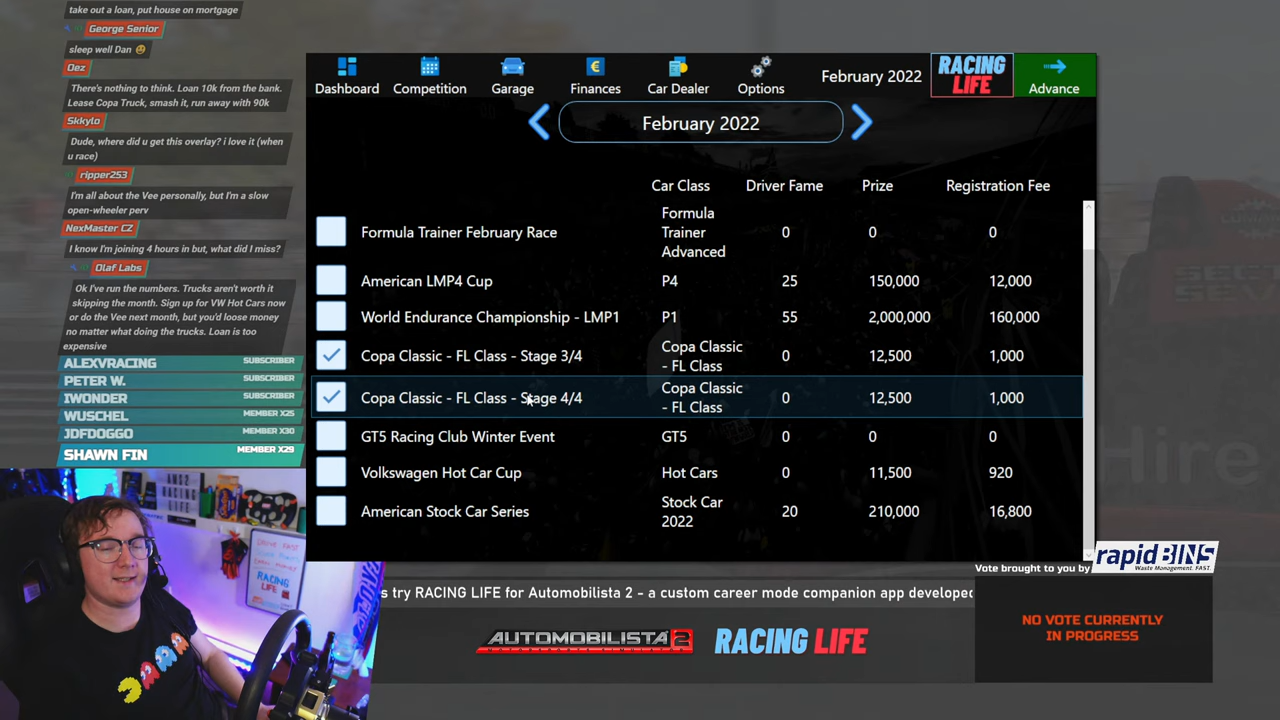 take out a loan, put house on mortgage
George Senior
sleep well Dan 😄
Oez
There's nothing to think. Loan 10k from the bank.
Lease Copa Truck, smash it, run away with 90k
Skkylo
Dude, where did u get this overlay? i love it (when
u race)
ripper253
I'm all about the Vee personally, but I'm a slow
open-wheeler perv
NexMaster CZ
I know I'm joining 4 hours in but, what did I miss?
Olaf Labs
Ok I've run the numbers. Trucks aren't worth it
skipping the month. Sign up for VW Hot Cars now
or do the Vee next month, but you'd loose money
no matter what doing the trucks. Loan is too
expensive
ALEXVRACING SUBSCRIBER
PETER W. SUBSCRIBER
IWONDER SUBSCRIBER
WUSCHEL MEMBER X25
JDFDOGGO MEMBER X30
SHAWN FIN MEMBER X29
Dashboard Competition Garage Finances Car Dealer Options February 2022 RACING LIFE Advance
February 2022
Car Class Driver Fame Prize Registration Fee
Formula Trainer February Race Formula Trainer Advanced 0 0 0
American LMP4 Cup P4 25 150,000 12,000
World Endurance Championship - LMP1 P1 55 2,000,000 160,000
Copa Classic - FL Class - Stage 3/4 Copa Classic - FL Class 0 12,500 1,000
Copa Classic - FL Class - Stage 4/4 Copa Classic - FL Class 0 12,500 1,000
GT5 Racing Club Winter Event GT5 0 0 0
Volkswagen Hot Car Cup Hot Cars 0 11,500 920
American Stock Car Series Stock Car 2022 20 210,000 16,800
Hire
Vote brought to you by rapidBINS
Waste Management. FAST.
s try RACING LIFE for Automobilista 2 - a custom career mode companion app developed
AUTOMOBILISTA 2 RACING LIFE
NO VOTE CURRENTLY
IN PROGRESS
RACING
LIFE